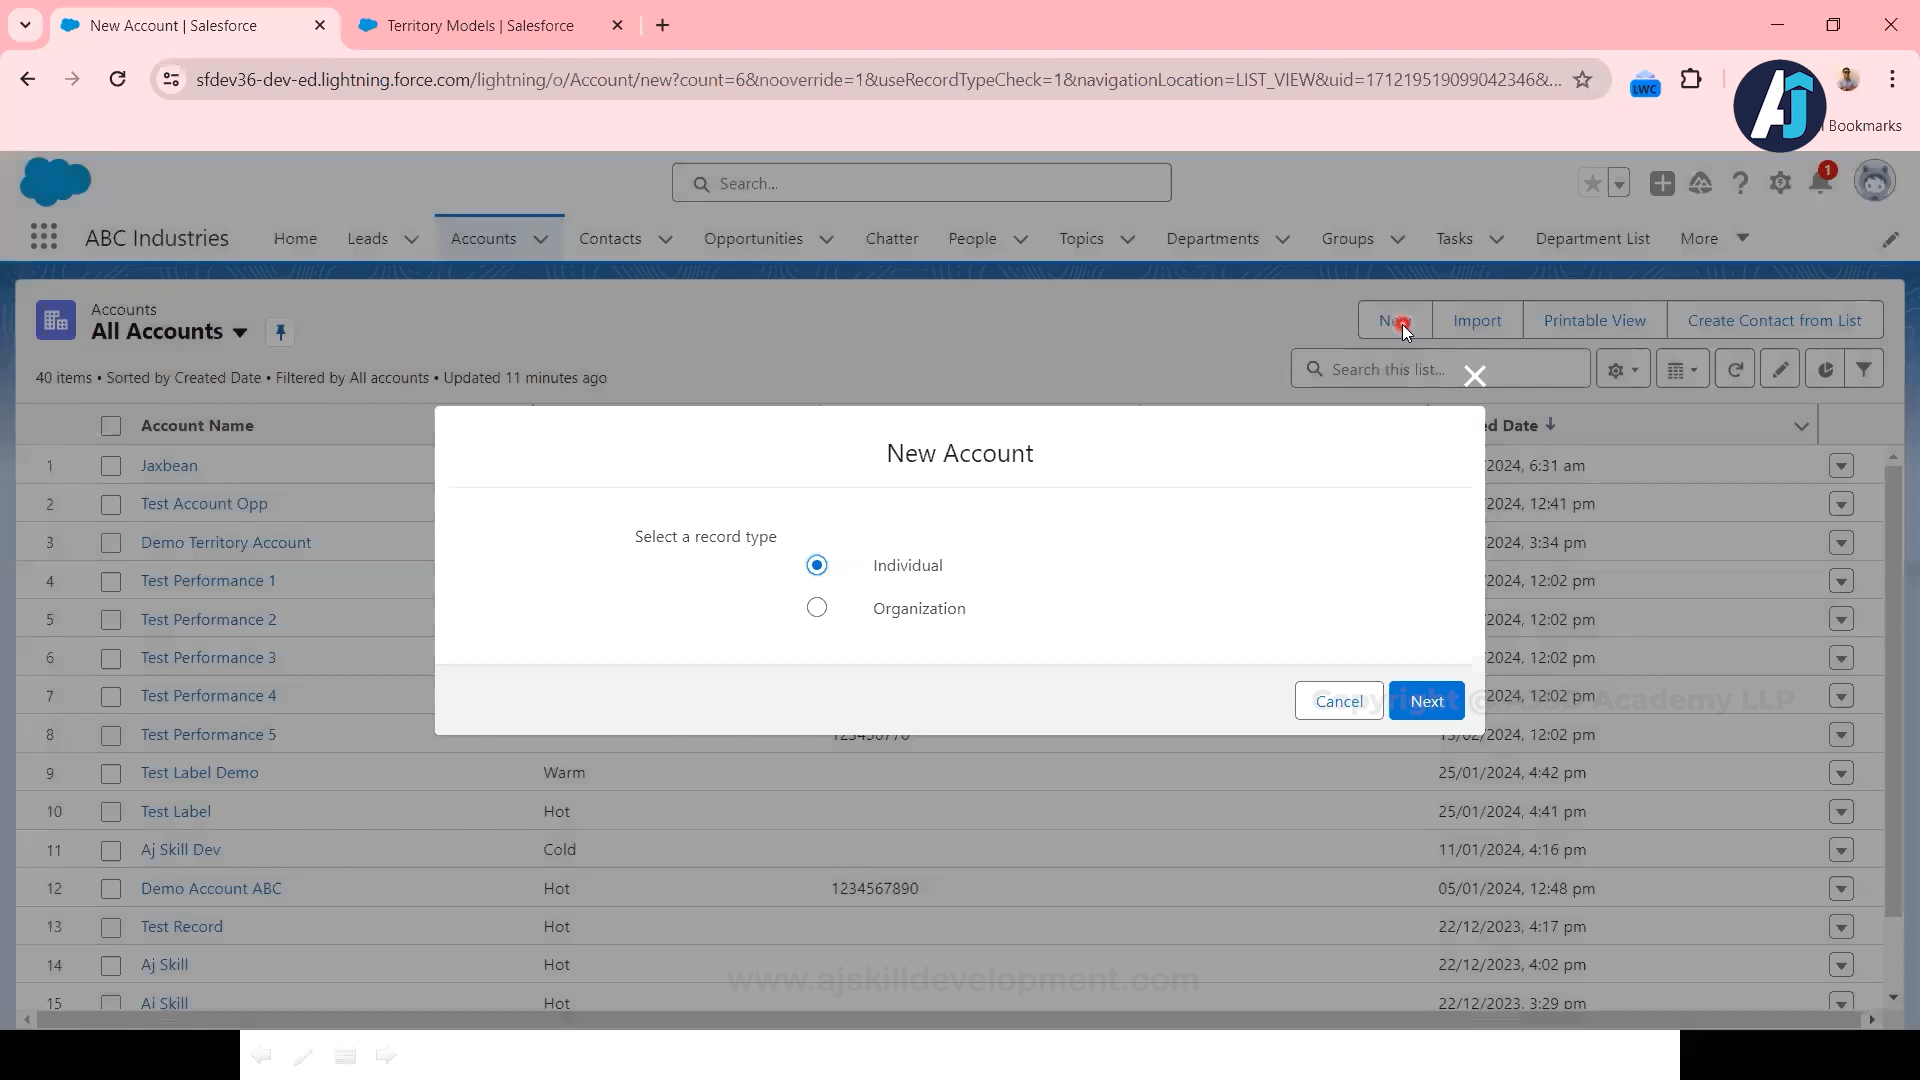 New Account | Salesforce
Territory Models | Salesforce
sfdev36-dev-ed.lightning.force.com/lightning/o/Account/new?count=6&nooverride=1&useRecordTypeCheck=1&navigationLocation=LIST_VIEW&uid=171219519099042346&...
LWC
AJ
Bookmarks
Search...
1
ABC Industries Home Leads Accounts Contacts Opportunities Chatter People Topics Departments Groups Tasks Department List More
Accounts
All Accounts
New Import Printable View Create Contact from List
40 items • Sorted by Created Date • Filtered by All accounts • Updated 11 minutes ago
Search this list...
Account Name ed Date
New Account
Select a record type
Individual
Organization
Cancel Next
Copyright @ AJSD Academy LLP
1 Jaxbean 2024, 6:31 am
2 Test Account Opp 2024, 12:41 pm
3 Demo Territory Account 2024, 3:34 pm
4 Test Performance 1 2024, 12:02 pm
5 Test Performance 2 2024, 12:02 pm
6 Test Performance 3 2024, 12:02 pm
7 Test Performance 4 2024, 12:02 pm
8 Test Performance 5 2024, 12:02 pm
9 Test Label Demo Warm 25/01/2024, 4:42 pm
10 Test Label Hot 25/01/2024, 4:41 pm
11 Aj Skill Dev Cold 11/01/2024, 4:16 pm
12 Demo Account ABC Hot 1234567890 05/01/2024, 12:48 pm
13 Test Record Hot 22/12/2023, 4:17 pm
14 Aj Skill Hot 22/12/2023, 4:02 pm
www.ajskilldevelopment.com
15 Aj Skill Hot 22/12/2023, 3:29 pm